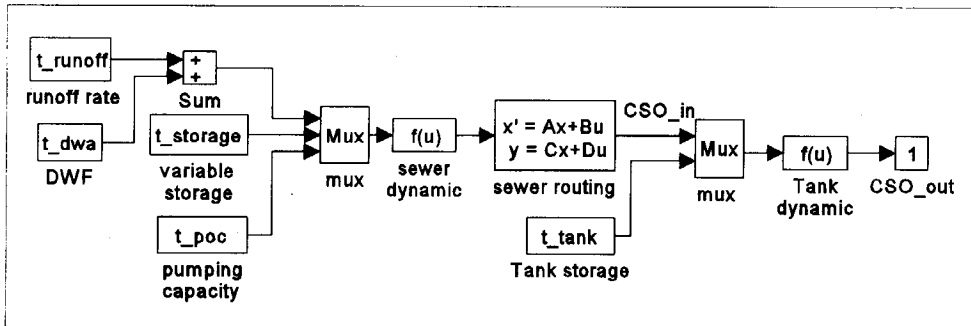 t_runoff
runoff rate
+
+
Sum
t_dwa
DWF
t_storage
variable
storage
t_poc
pumping
capacity
Mux
mux
f(u)
sewer
dynamic
x' = Ax+Bu
y = Cx+Du
sewer routing
CSO_in
t_tank
Tank storage
Mux
mux
f(u)
Tank
dynamic
1
CSO_out